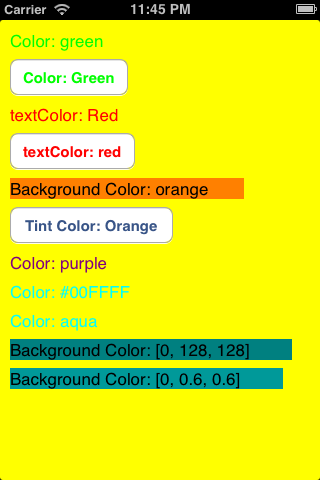 Carrier 11:45 PM
Color: green
Color: Green
textColor: Red
textColor: red
Background Color: orange
Tint Color: Orange
Color: purple
Color: #00FFFF
Color: aqua
Background Color: [0, 128, 128]
Background Color: [0, 0.6, 0.6]